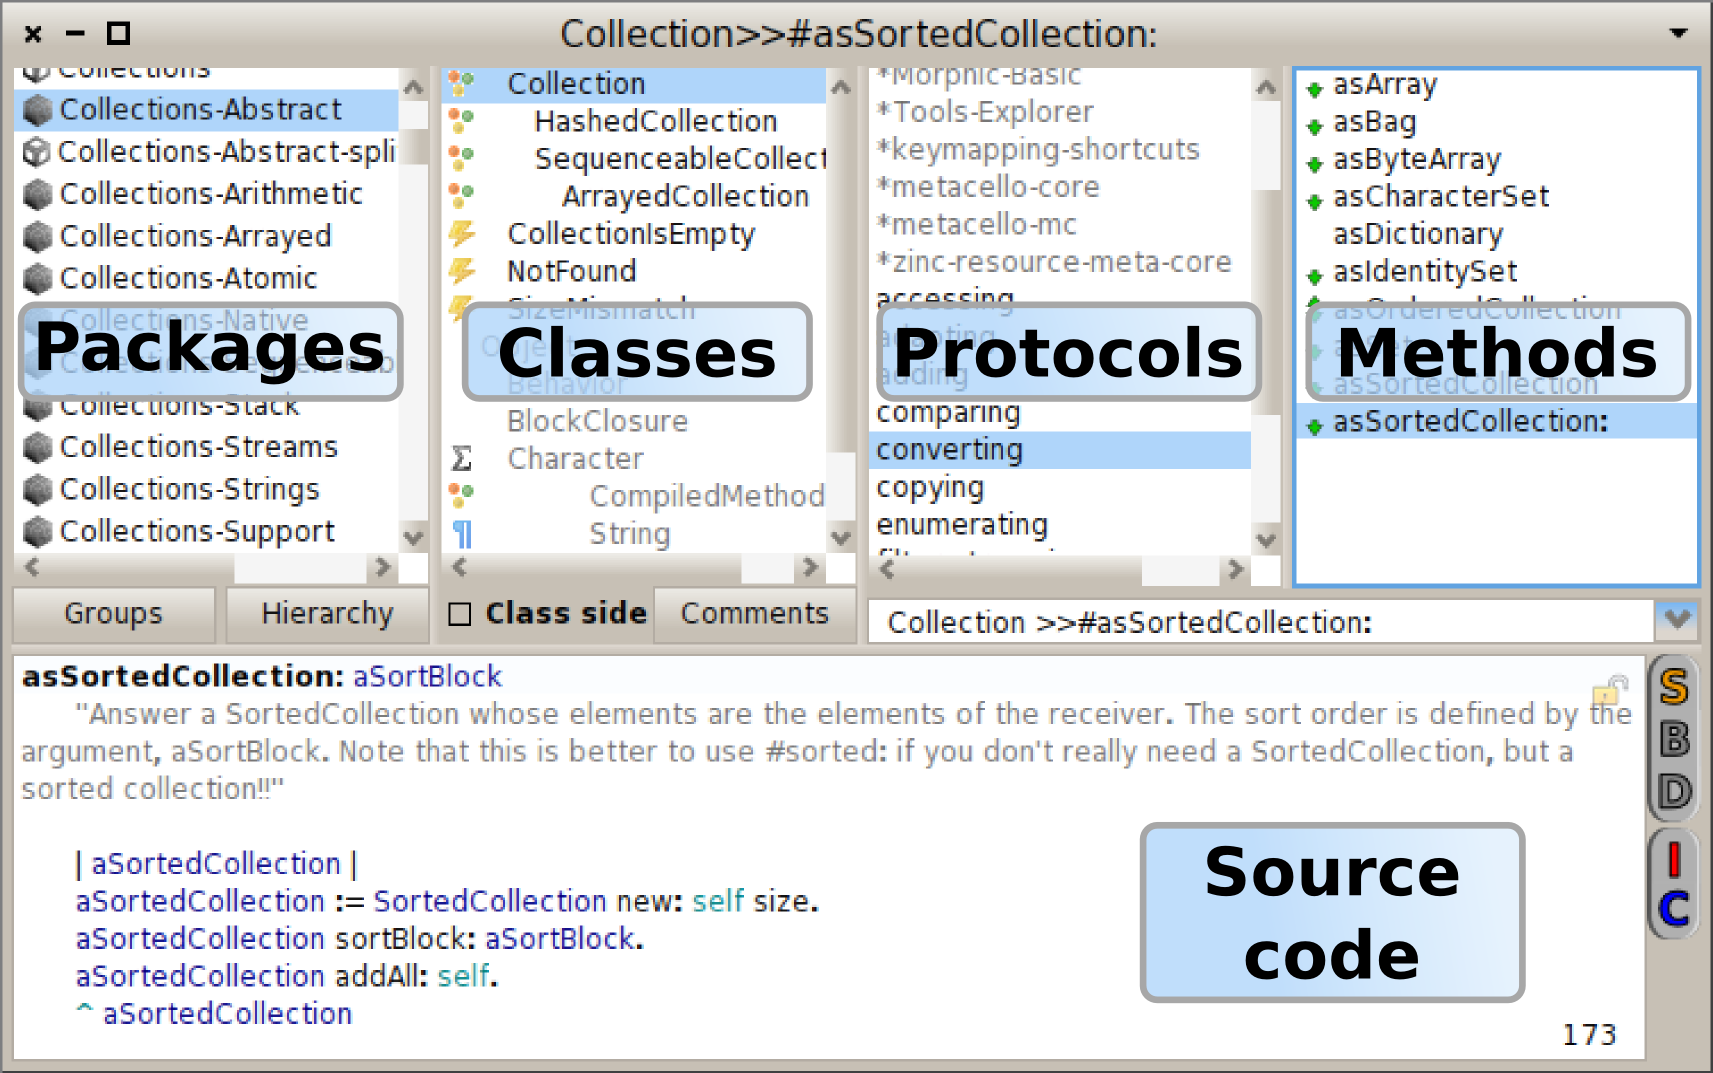 Collection>>#asSortedCollection:
Collections
Collections-Abstract
Collections-Abstract-spli
Collections-Arithmetic
Collections-Arrayed
Collections-Atomic
Collections-Native
Packages
Collections-Stack
Collections-Streams
Collections-Strings
Collections-Support
Groups
Hierarchy
Collection
HashedCollection
SequenceableCollect
ArrayedCollection
CollectionIsEmpty
NotFound
SizeMismatch
Object
Classes
Behavior
BlockClosure
Character
CompiledMethod
String
Class side
Comments
*Morphic-Basic
*Tools-Explorer
*keymapping-shortcuts
*metacello-core
*metacello-mc
*zinc-resource-meta-core
accessing
adapting
Protocols
adding
comparing
converting
copying
enumerating
asArray
asBag
asByteArray
asCharacterSet
asDictionary
asIdentitySet
asOrderedCollection
asSet
Methods
asSortedCollection
asSortedCollection:
Collection >>#asSortedCollection:
asSortedCollection: aSortBlock
"Answer a SortedCollection whose elements are the elements of the receiver. The sort order is defined by the
argument, aSortBlock. Note that this is better to use #sorted: if you don't really need a SortedCollection, but a
sorted collection!!"
| aSortedCollection |
aSortedCollection := SortedCollection new: self size.
aSortedCollection sortBlock: aSortBlock.
aSortedCollection addAll: self.
^ aSortedCollection
Source
code
173
S
B
D
I
C